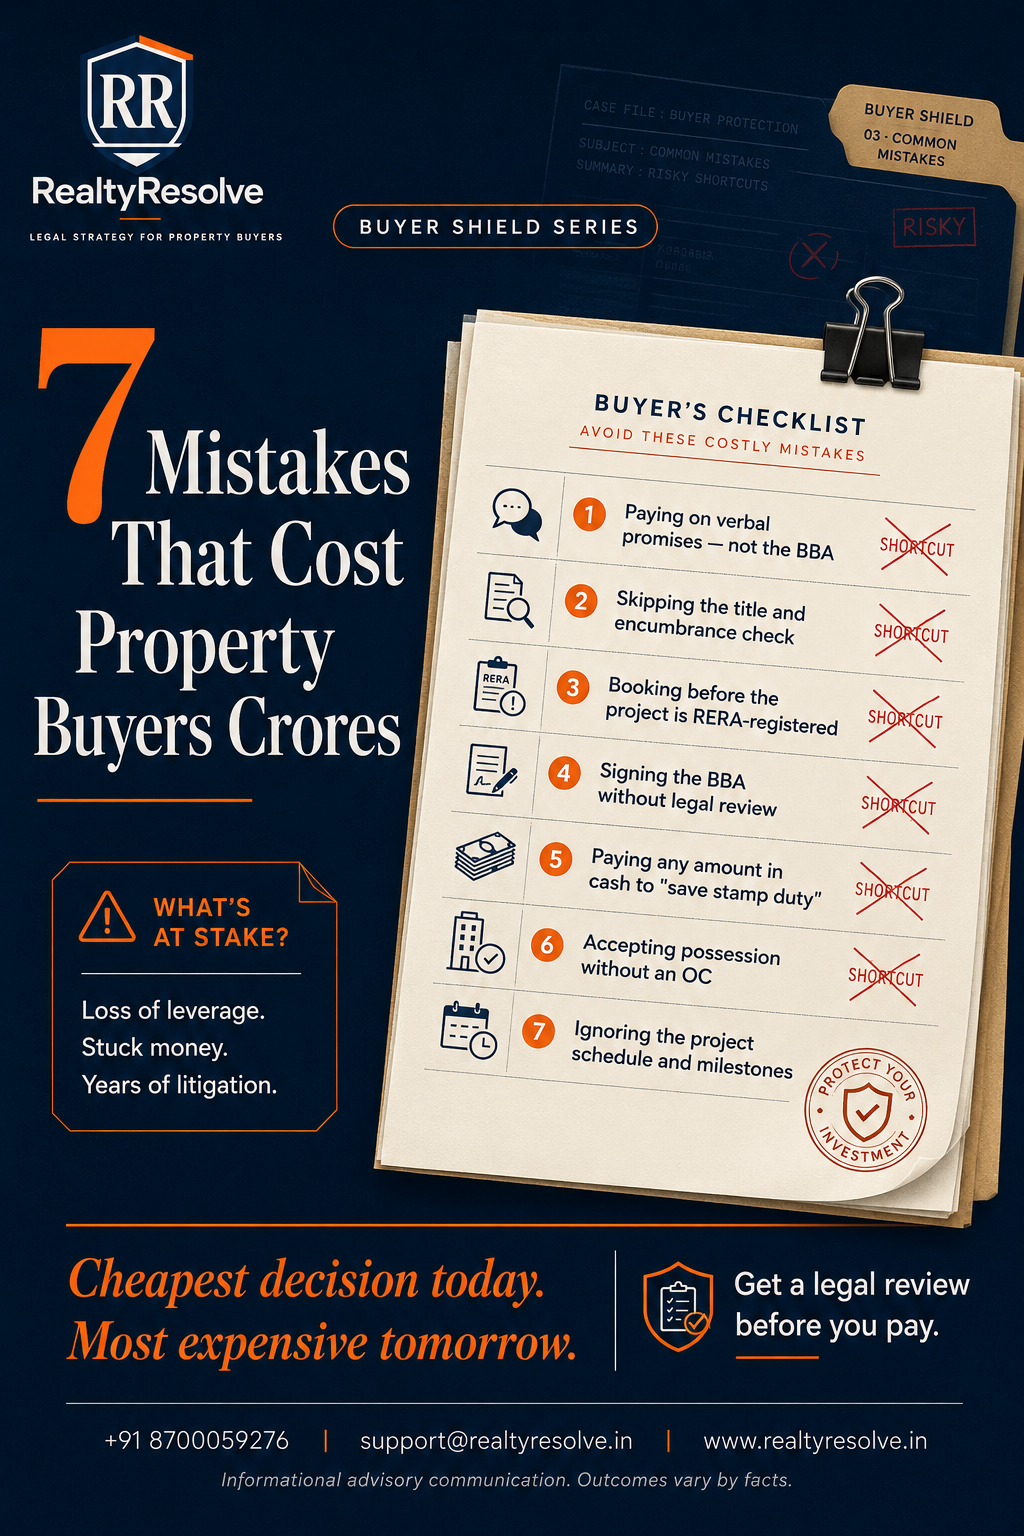 RR
RealtyResolve
LEGAL STRATEGY FOR PROPERTY BUYERS
BUYER SHIELD SERIES
CASE FILE : BUYER PROTECTION
SUBJECT : COMMON MISTAKES
SUMMARY : RISKY SHORTCUTS
BUYER SHIELD
03 - COMMON
MISTAKES
RISKY
7
Mistakes
That Cost
Property
Buyers Crores
BUYER'S CHECKLIST
AVOID THESE COSTLY MISTAKES
1 Paying on verbal
promises — not the BBA
SHORTCUT
2 Skipping the title and
encumbrance check
SHORTCUT
RERA
3 Booking before the
project is RERA-registered
SHORTCUT
4 Signing the BBA
without legal review
SHORTCUT
5 Paying any amount in
cash to "save stamp duty"
SHORTCUT
6 Accepting possession
without an OC
SHORTCUT
7 Ignoring the project
schedule and milestones
PROTECT YOUR
INVESTMENT
WHAT'S
AT STAKE?
Loss of leverage.
Stuck money.
Years of litigation.
Cheapest decision today.
Most expensive tomorrow.
Get a legal review
before you pay.
+91 8700059276 | support@realtyresolve.in | www.realtyresolve.in
Informational advisory communication. Outcomes vary by facts.